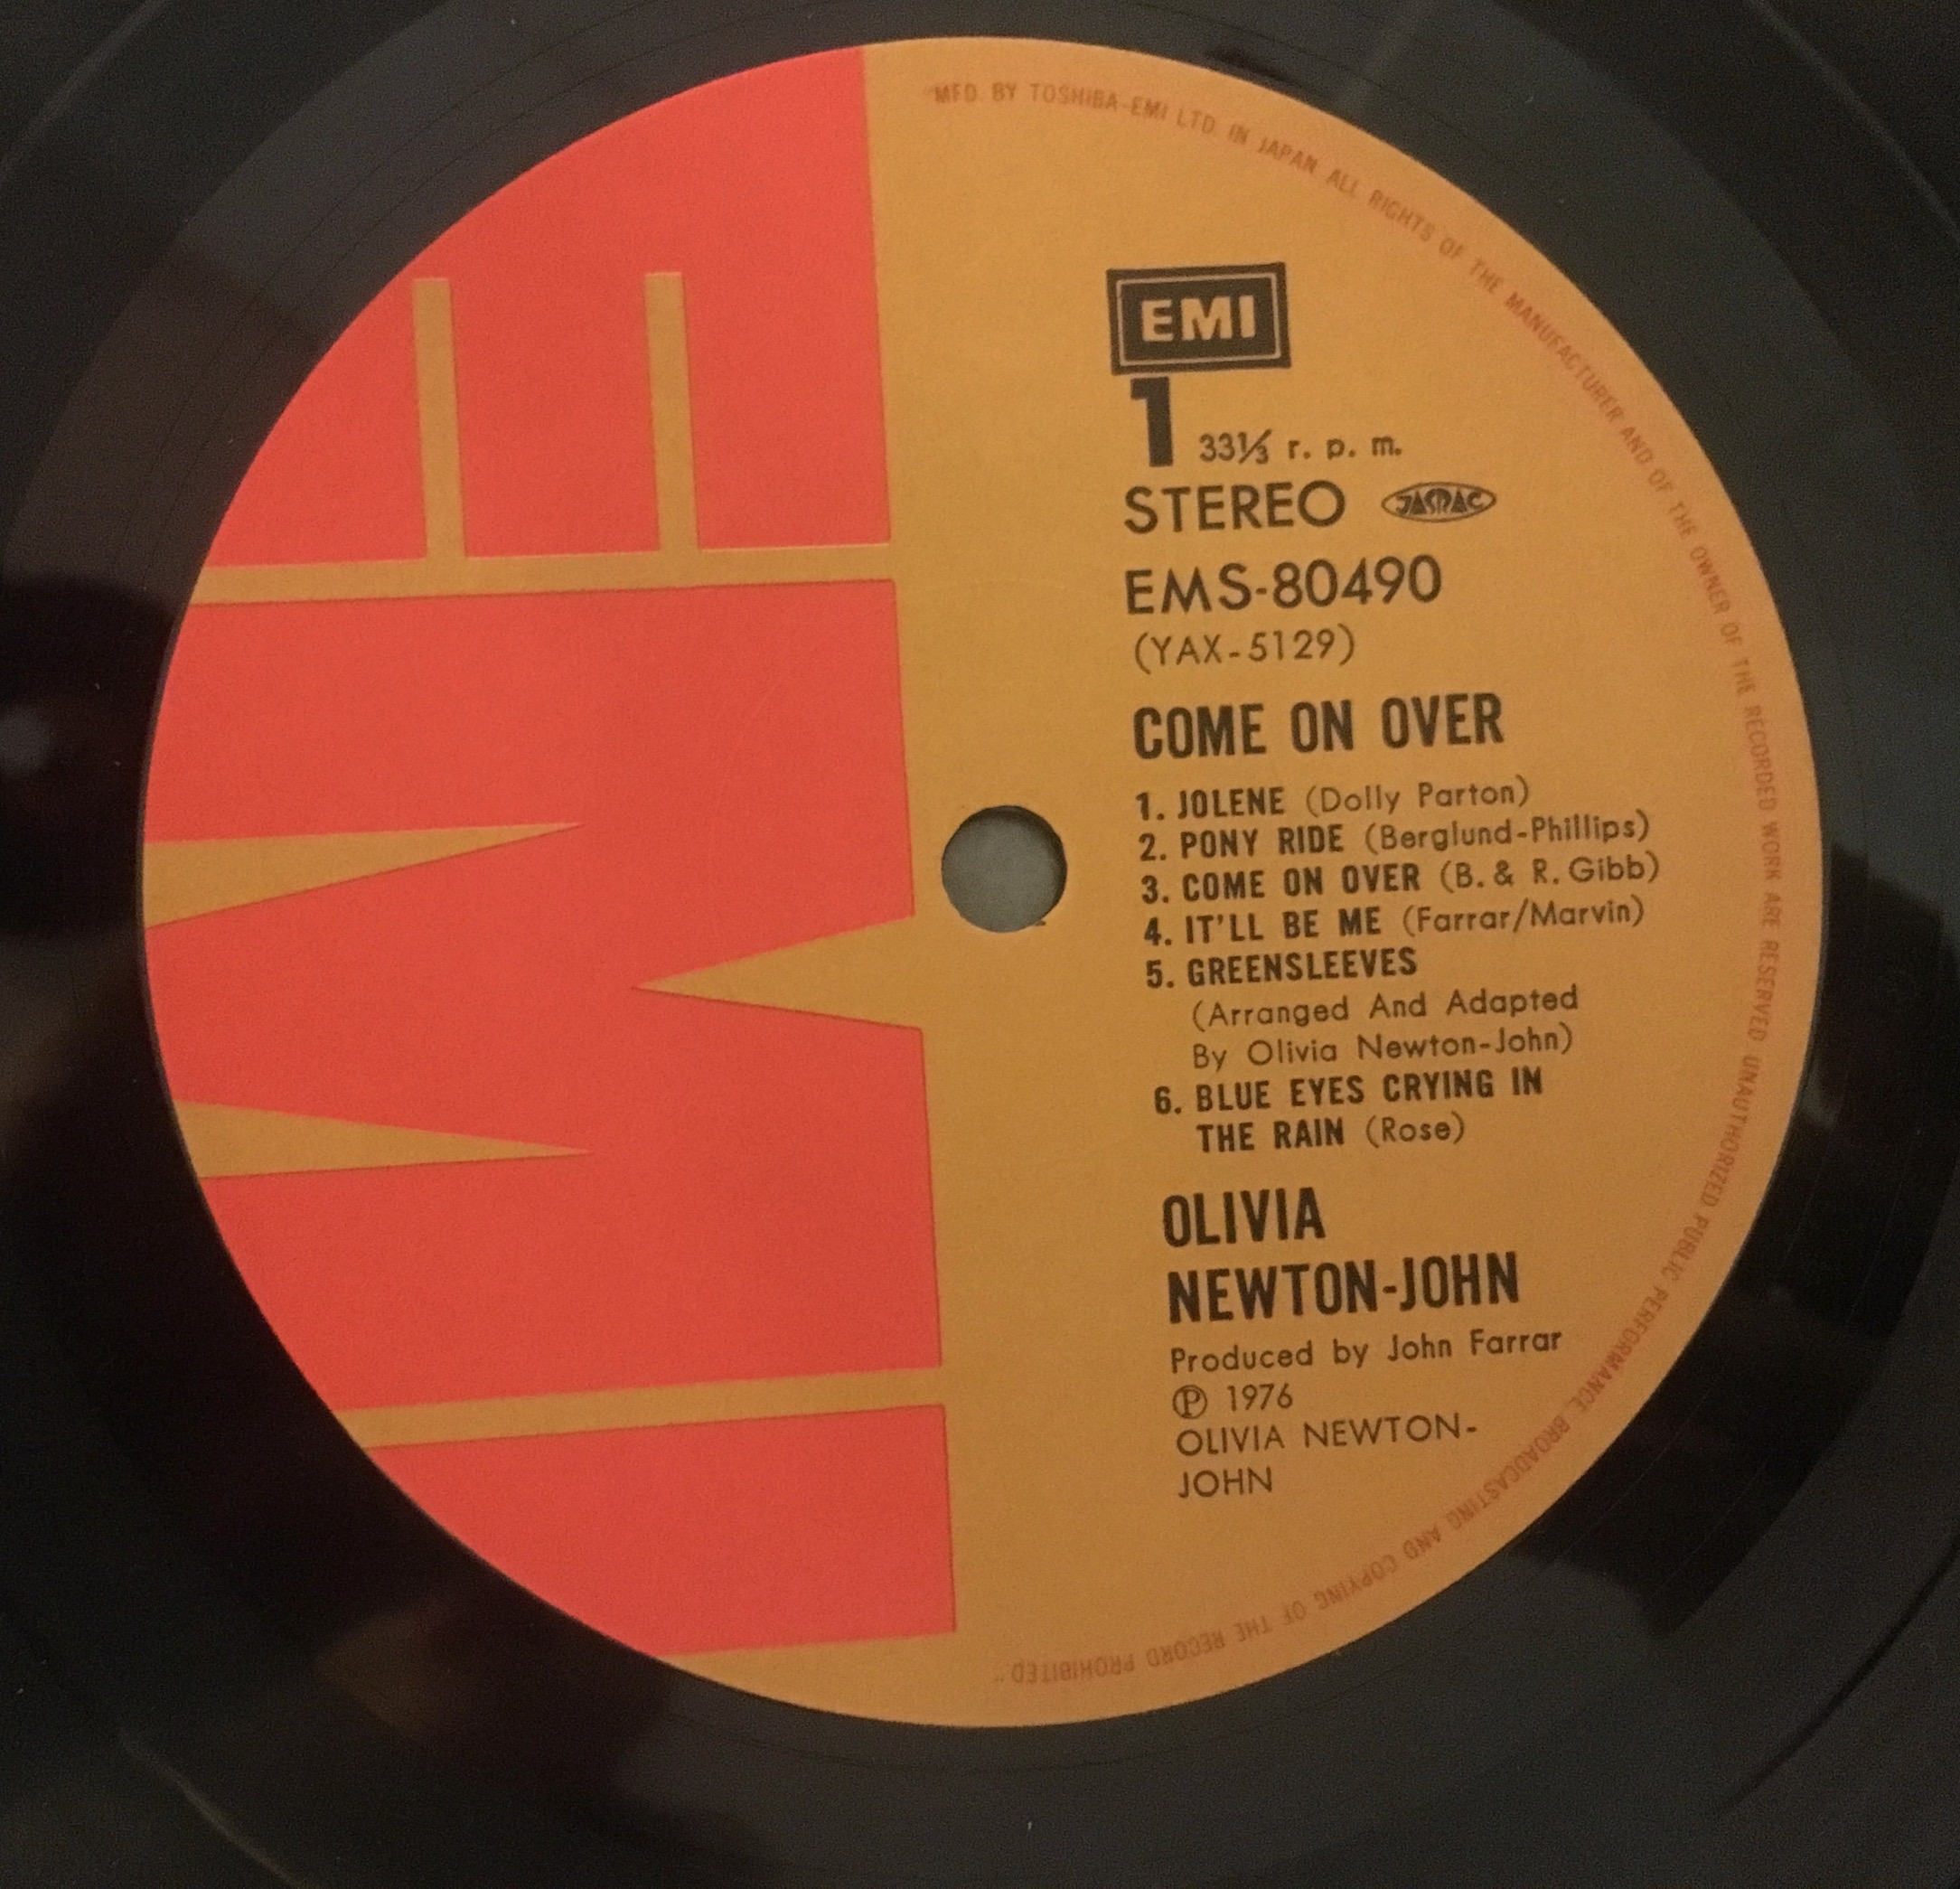 MFD. BY TOSHIBA-EMI LTD. IN JAPAN. ALL RIGHTS OF THE MANUFACTURER AND OF THE OWNER OF THE RECORDED WORK ARE RESERVED UNAUTHORIZED PUBLIC PERFORMANCE BROADCASTING AND COPYING OF THE RECORD PROHIBITED
EMI
EMI
1 33⅓ r. p. m.
STEREO JASRAC
EMS-80490
(YAX-5129)
COME ON OVER
1. JOLENE (Dolly Parton)
2. PONY RIDE (Berglund-Phillips)
3. COME ON OVER (B. & R. Gibb)
4. IT'LL BE ME (Farrar/Marvin)
5. GREENSLEEVES
(Arranged And Adapted
By Olivia Newton-John)
6. BLUE EYES CRYING IN
THE RAIN (Rose)
OLIVIA
NEWTON-JOHN
Produced by John Farrar
Ⓟ 1976
OLIVIA NEWTON-
JOHN